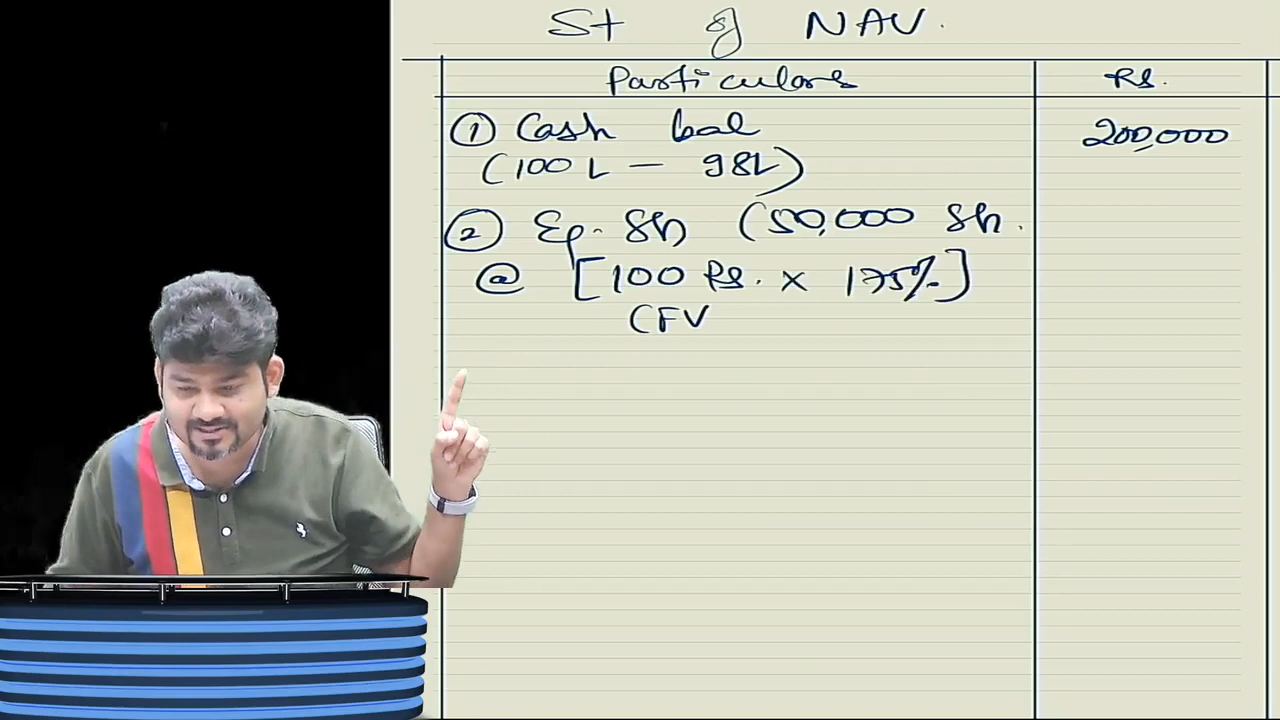 St of NAV.
Particulars Rs.
① Cash bal 200,000
(100 L — 98L)
② Eq. Sh (50,000 Sh.
@ [100 Rs. × 175%]
(FV